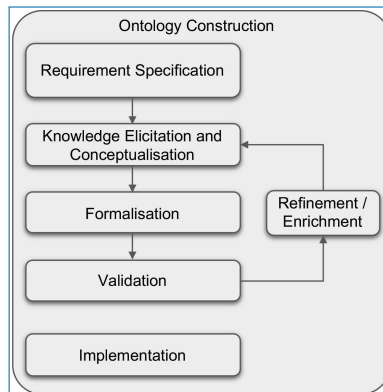 Ontology Construction
Requirement Specification
Knowledge Elicitation and
Conceptualisation
Formalisation
Refinement /
Enrichment
Validation
Implementation